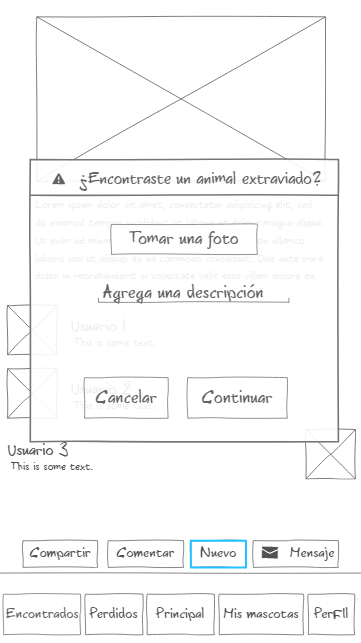 ¿Encontraste un animal extraviado?
Lorem ipsum dolor sit amet, consectetur adipiscing elit, sed
do eiusmod tempor incididunt ut labore et dolore magna aliqua.
Ut enim ad minim ullamco
laboris nisi ut aliquip ex ea commodo consequat. Duis aute irure
dolor in reprehenderit in voluptate velit esse cillum dolore eu
Tomar una foto
Agrega una descripción
Usuario 1
This is some text.
Usuario 2
This is some text.
Cancelar Continuar
Usuario 3
This is some text.
Compartir Comentar Nuevo Mensaje
Encontrados Perdidos Principal Mis mascotas PerFIl